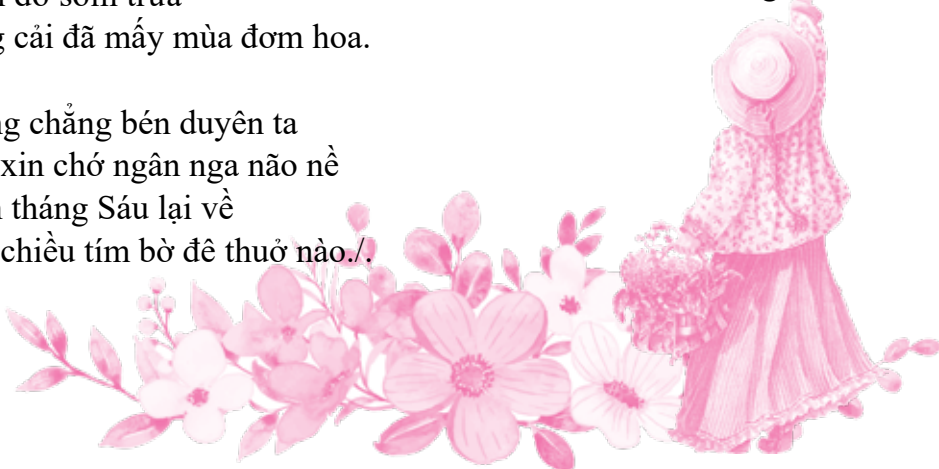 sớm trưa
cải đã mấy mùa đơm hoa.
chẳng bén duyên ta
xin chớ ngân nga não nề
tháng Sáu lại về
chiều tím bờ đê thuở nào./.